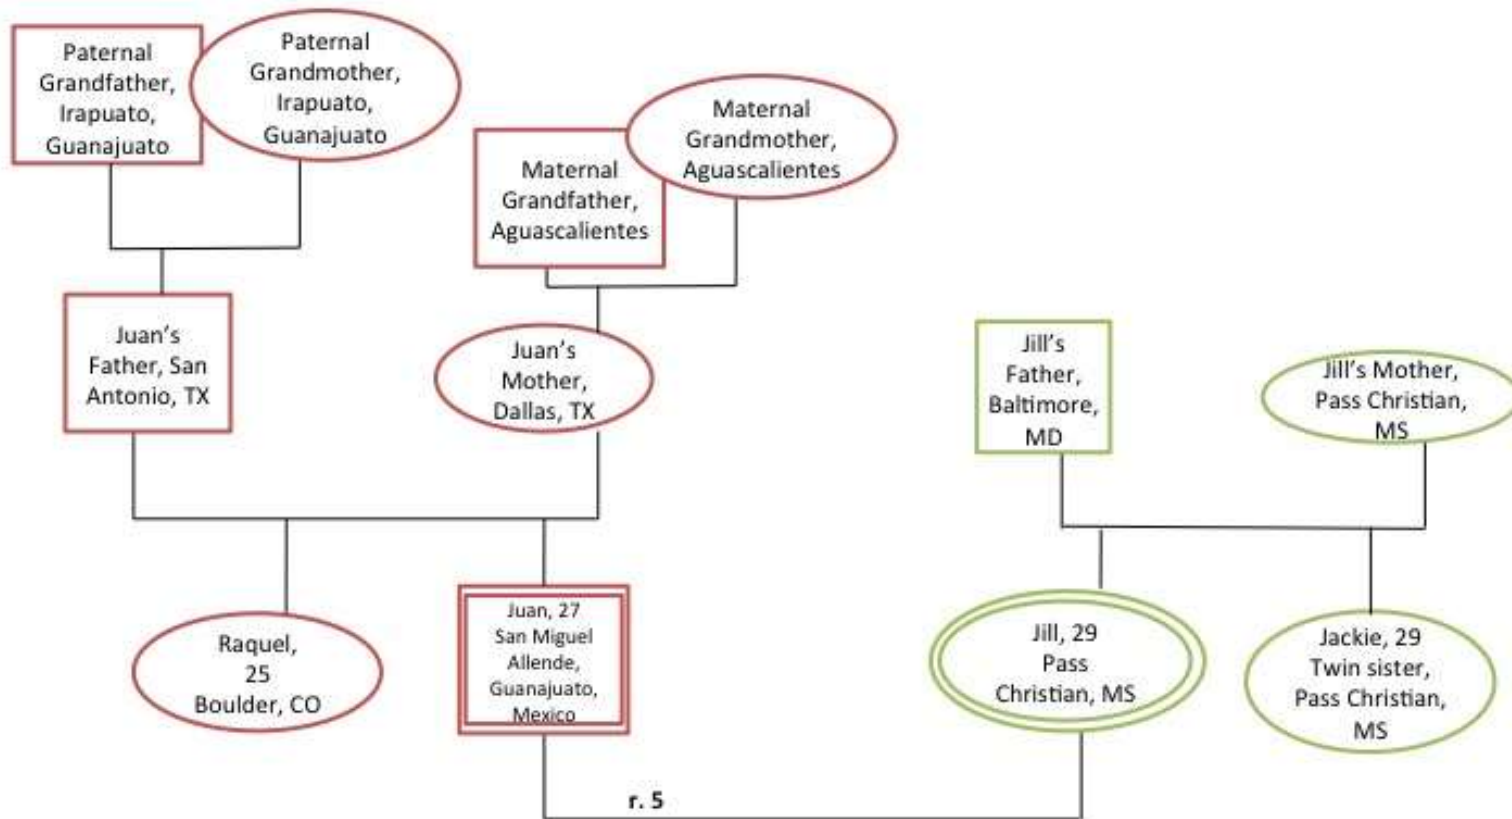 Paternal
Grandfather,
Irapuato,
Guanajuato
Paternal
Grandmother,
Irapuato,
Guanajuato
Maternal
Grandfather,
Aguascalientes
Maternal
Grandmother,
Aguascalientes
Juan’s
Father, San
Antonio, TX
Juan’s
Mother,
Dallas, TX
Jill’s
Father,
Baltimore,
MD
Jill’s Mother,
Pass Christian,
MS
Raquel,
25
Boulder, CO
Juan, 27
San Miguel
Allende,
Guanajuato,
Mexico
Jill, 29
Pass
Christian, MS
Jackie, 29
Twin sister,
Pass Christian,
MS
r. 5